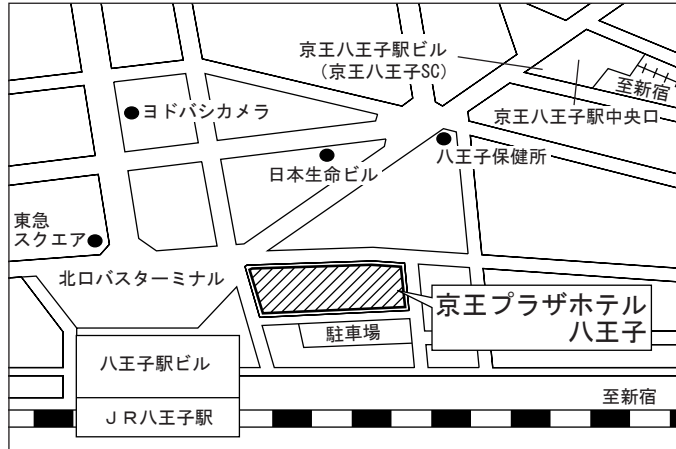 京王八王子駅ビル
（京王八王子SC）
至新宿
京王八王子駅中央口
ヨドバシカメラ
八王子保健所
日本生命ビル
東急
スクエア
北口バスターミナル
京王プラザホテル
八王子
駐車場
八王子駅ビル
至新宿
ＪＲ八王子駅